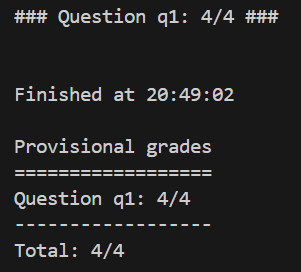 ### Question q1: 4/4 ###
Finished at 20:49:02
Provisional grades
==================
Question q1: 4/4
------------------
Total: 4/4